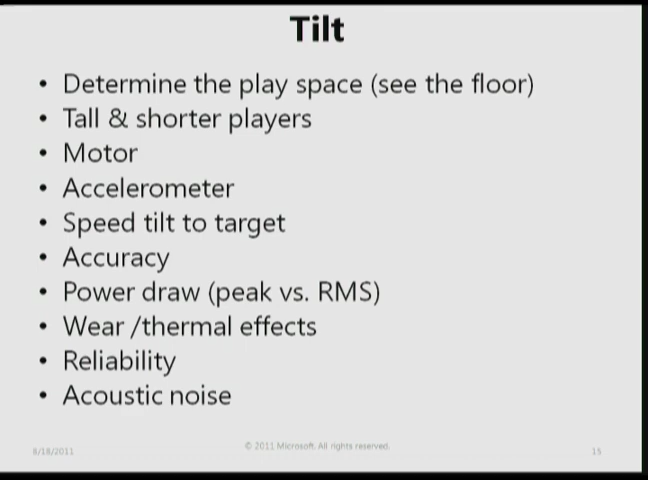 Tilt
• Determine the play space (see the floor)
• Tall & shorter players
• Motor
• Accelerometer
• Speed tilt to target
• Accuracy
• Power draw (peak vs. RMS)
• Wear /thermal effects
• Reliability
• Acoustic noise
8/18/2011
© 2011 Microsoft. All rights reserved.
15